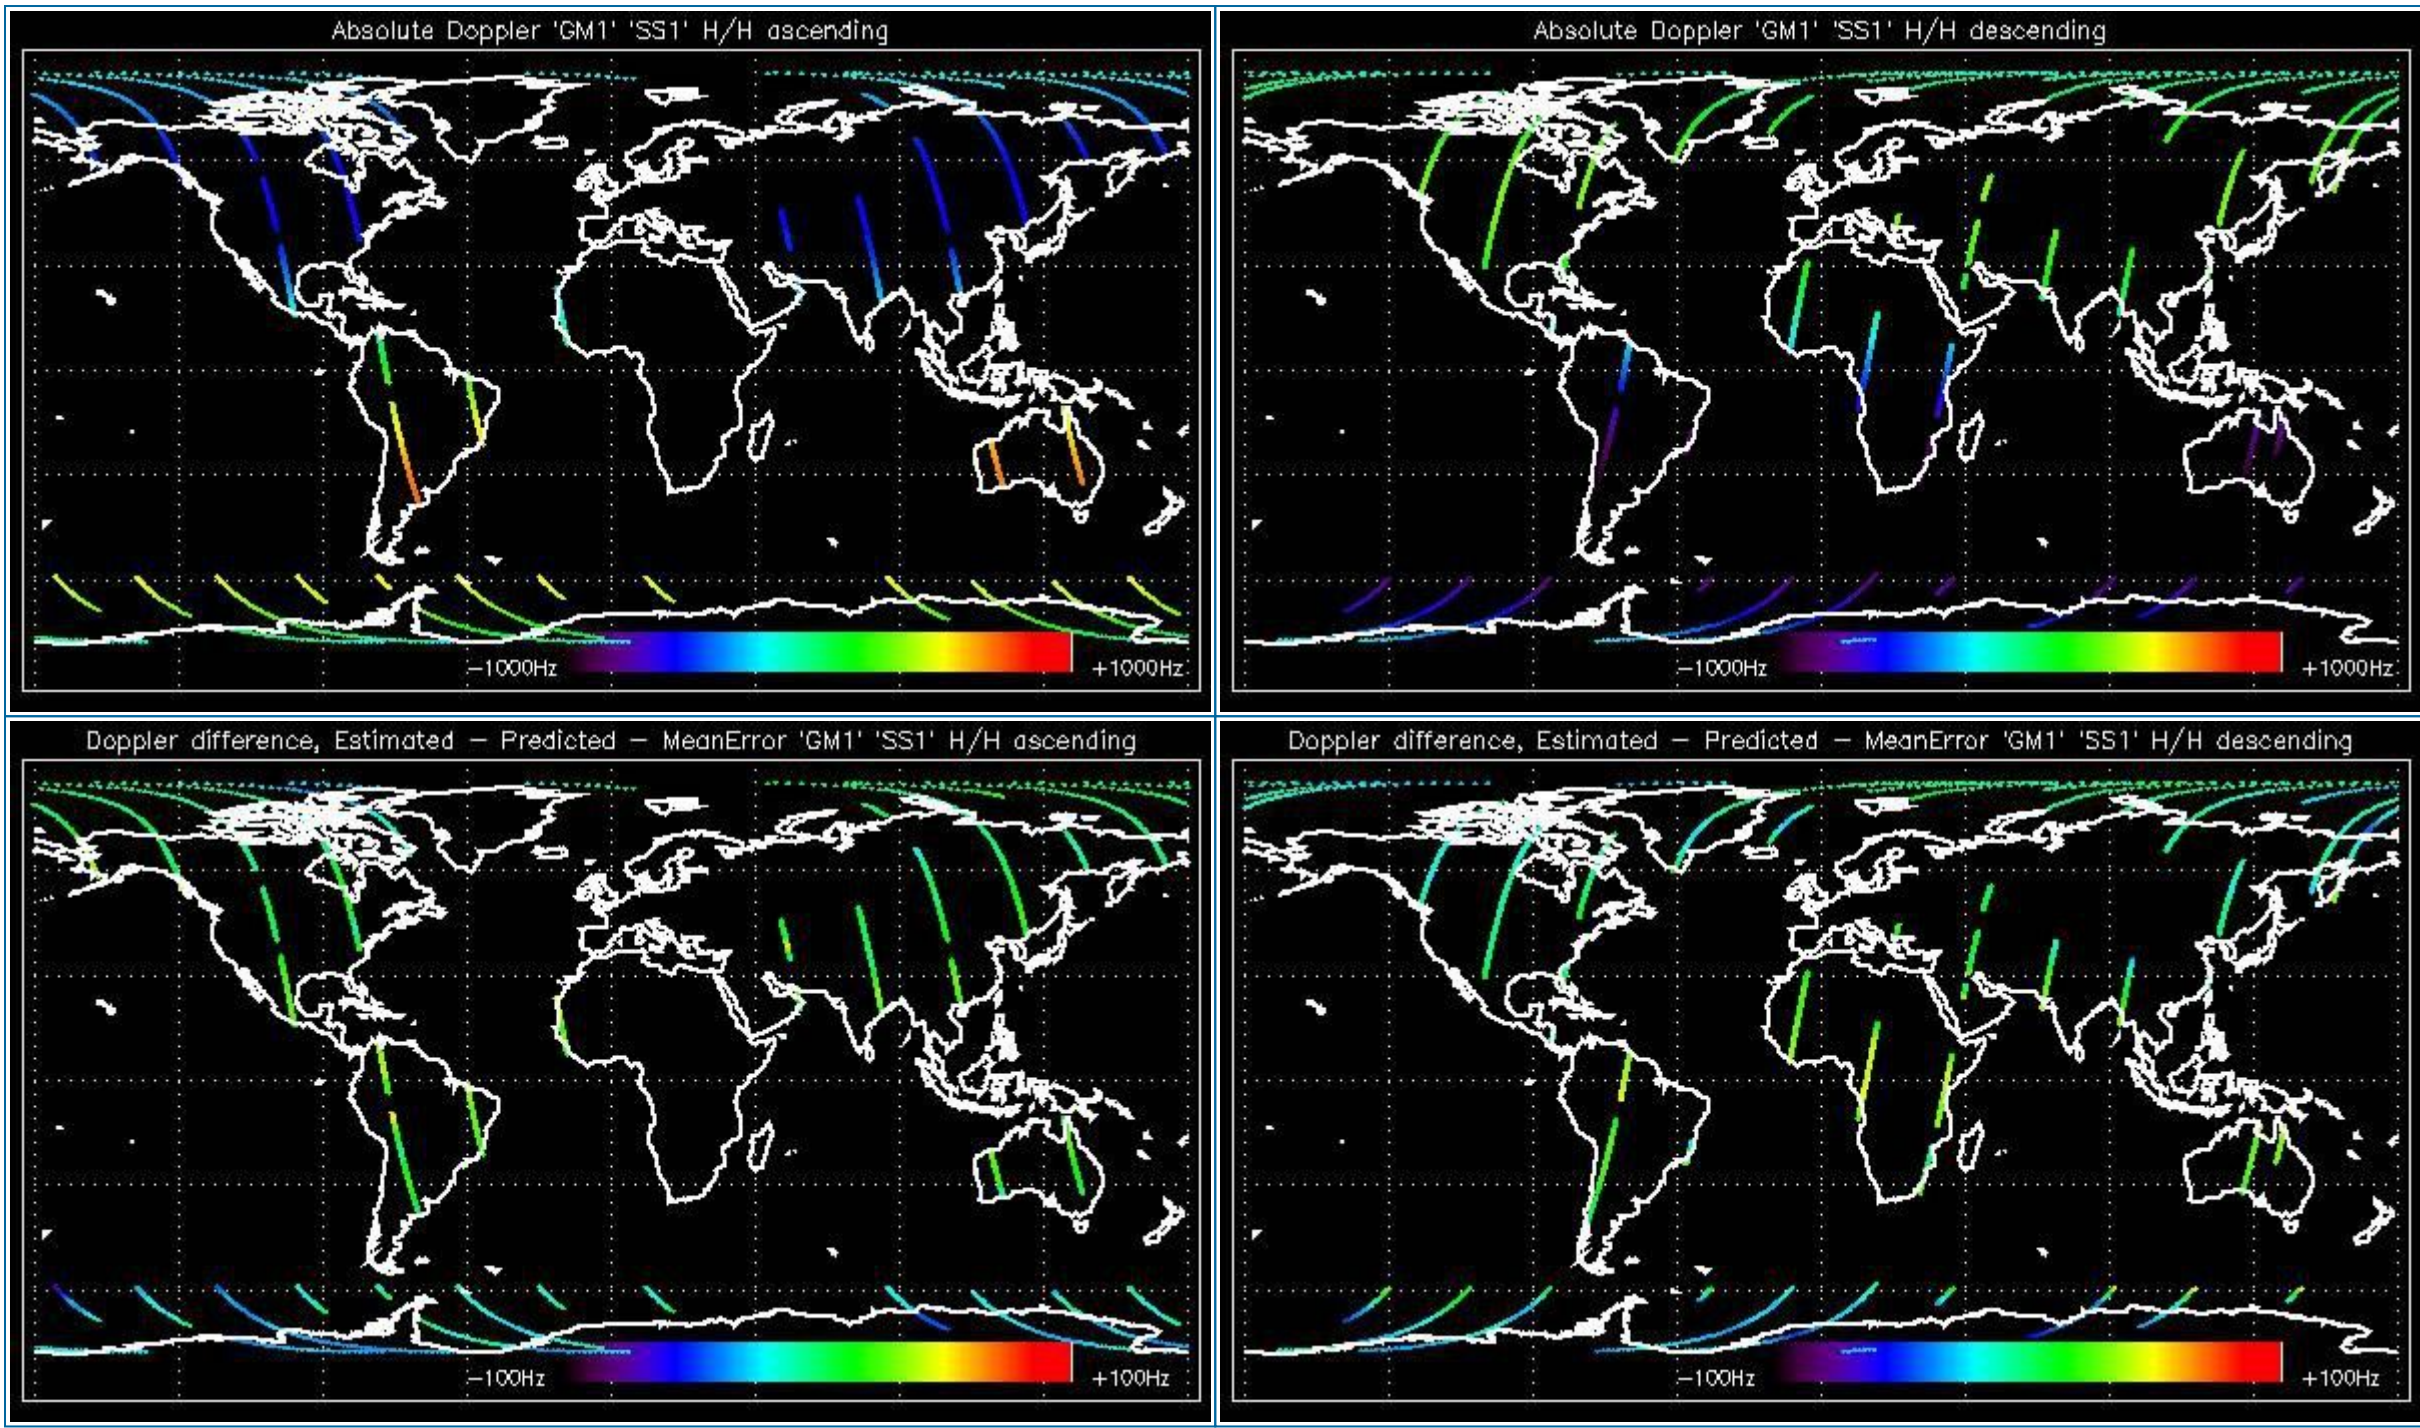 Absolute Doppler 'GM1' 'SS1' H/H ascending
-1000Hz +1000Hz
Absolute Doppler 'GM1' 'SS1' H/H descending
-1000Hz +1000Hz
Doppler difference, Estimated - Predicted - MeanError 'GM1' 'SS1' H/H ascending
-100Hz +100Hz
Doppler difference, Estimated - Predicted - MeanError 'GM1' 'SS1' H/H descending
-100Hz +100Hz